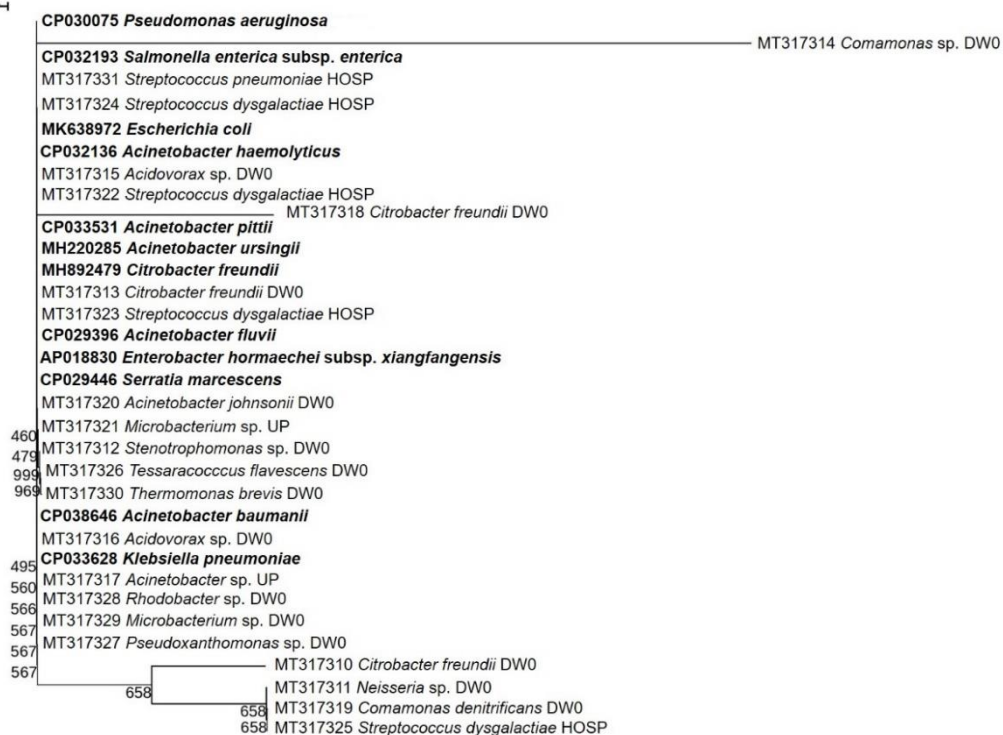 CP030075 Pseudomonas aeruginosa
MT317314 Comamonas sp. DW0
CP032193 Salmonella enterica subsp. enterica
MT317331 Streptococcus pneumoniae HOSP
MT317324 Streptococcus dysgalactiae HOSP
MK638972 Escherichia coli
CP032136 Acinetobacter haemolyticus
MT317315 Acidovorax sp. DW0
MT317322 Streptococcus dysgalactiae HOSP
MT317318 Citrobacter freundii DW0
CP033531 Acinetobacter pittii
MH220285 Acinetobacter ursingii
MH892479 Citrobacter freundii
MT317313 Citrobacter freundii DW0
MT317323 Streptococcus dysgalactiae HOSP
CP029396 Acinetobacter fluvii
AP018830 Enterobacter hormaechei subsp. xiangfangensis
CP029446 Serratia marcescens
MT317320 Acinetobacter johnsonii DW0
MT317321 Microbacterium sp. UP
460
MT317312 Stenotrophomonas sp. DW0
479
MT317326 Tessaracocccus flavescens DW0
999
MT317330 Thermomonas brevis DW0
969
CP038646 Acinetobacter baumanii
MT317316 Acidovorax sp. DW0
CP033628 Klebsiella pneumoniae
495
MT317317 Acinetobacter sp. UP
560
MT317328 Rhodobacter sp. DW0
566
MT317329 Microbacterium sp. DW0
567
MT317327 Pseudoxanthomonas sp. DW0
567
MT317310 Citrobacter freundii DW0
567
MT317311 Neisseria sp. DW0
658
MT317319 Comamonas denitrificans DW0
658
MT317325 Streptococcus dysgalactiae HOSP
658